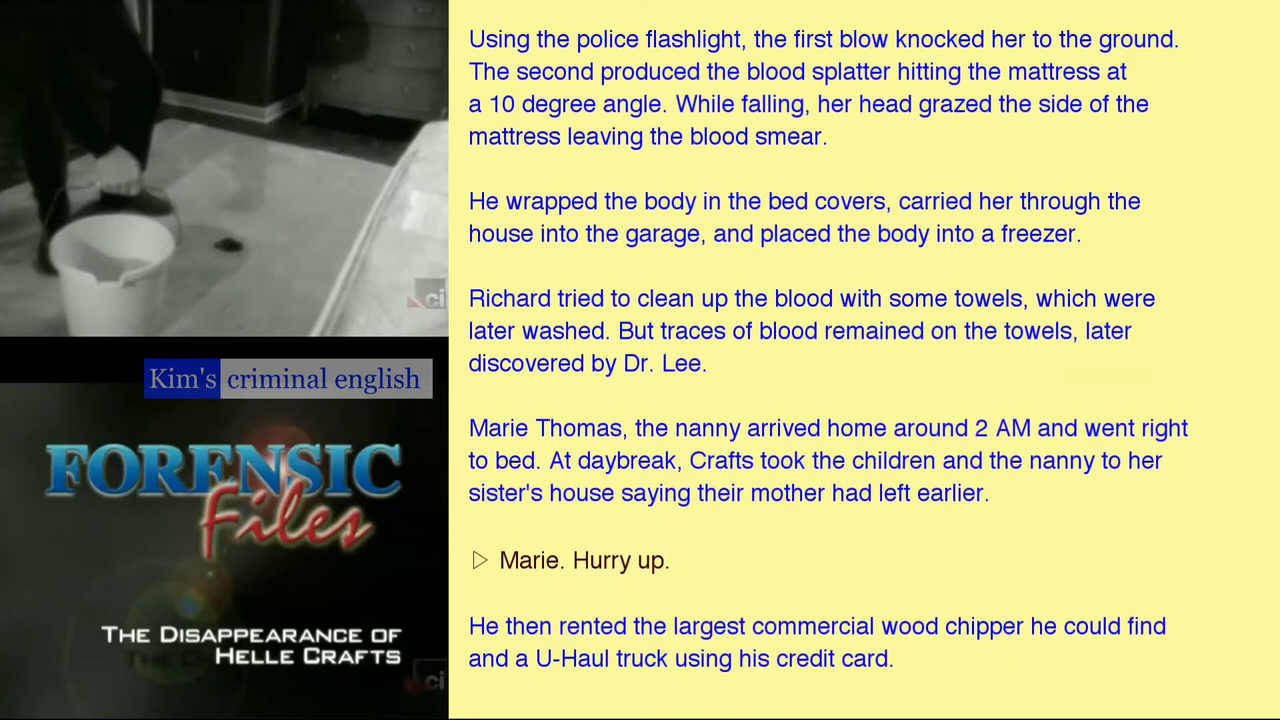 Using the police flashlight, the first blow knocked her to the ground.
The second produced the blood splatter hitting the mattress at
a 10 degree angle. While falling, her head grazed the side of the
mattress leaving the blood smear.
He wrapped the body in the bed covers, carried her through the
house into the garage, and placed the body into a freezer.
Richard tried to clean up the blood with some towels, which were
later washed. But traces of blood remained on the towels, later
discovered by Dr. Lee.
Marie Thomas, the nanny arrived home around 2 AM and went right
to bed. At daybreak, Crafts took the children and the nanny to her
sister's house saying their mother had left earlier.
▷ Marie. Hurry up.
He then rented the largest commercial wood chipper he could find
and a U-Haul truck using his credit card.
ci
Kim's criminal english
FORENSIC
Files
THE DISAPPEARANCE OF
HELLE CRAFTS
ci